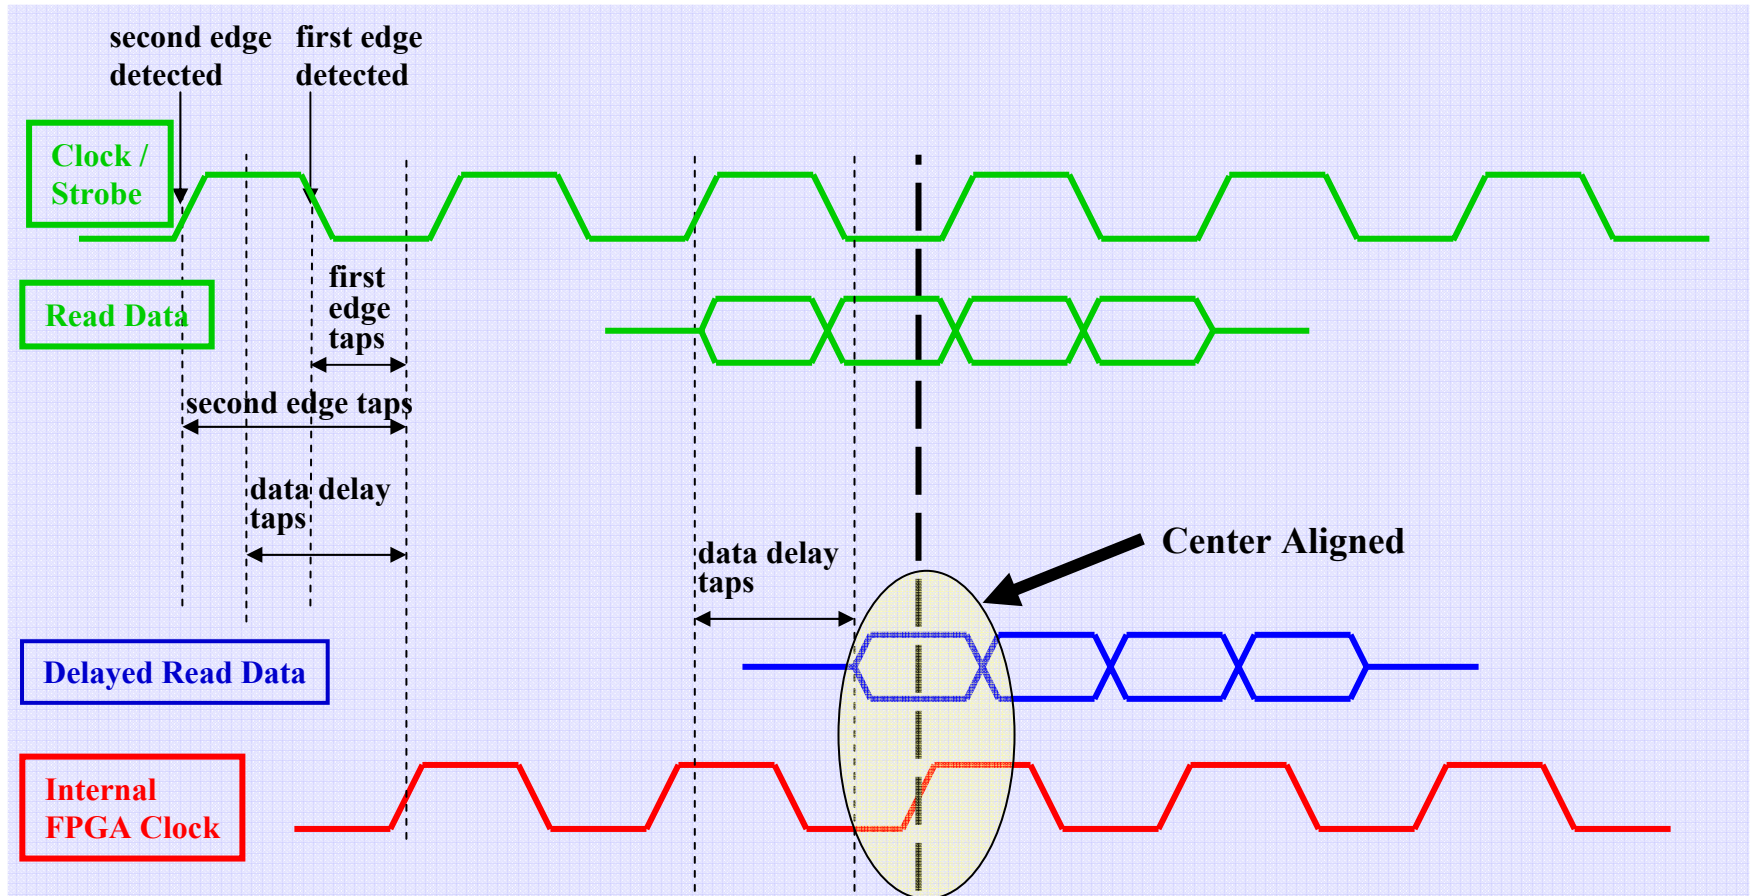 second edge
detected
first edge
detected
Clock /
Strobe
first
edge
taps
Read Data
second edge taps
data delay
taps
data delay
taps
Center Aligned
Delayed Read Data
Internal
FPGA Clock